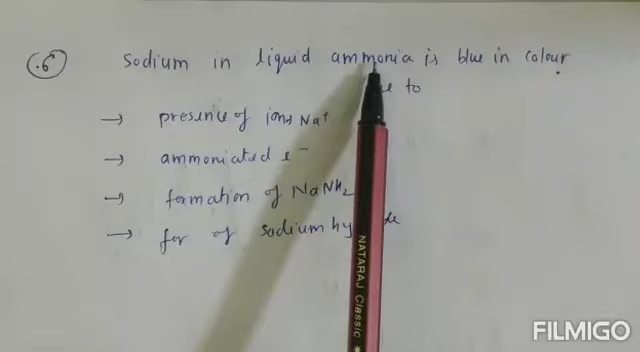 .6 Sodium in liquid ammonia is blue in colour.
to
→ presence of ions Na⁺
→ ammoniated e⁻
→ formation of NaNH₂
→ for of sodium
NATARAJ Classic
FILMIGO